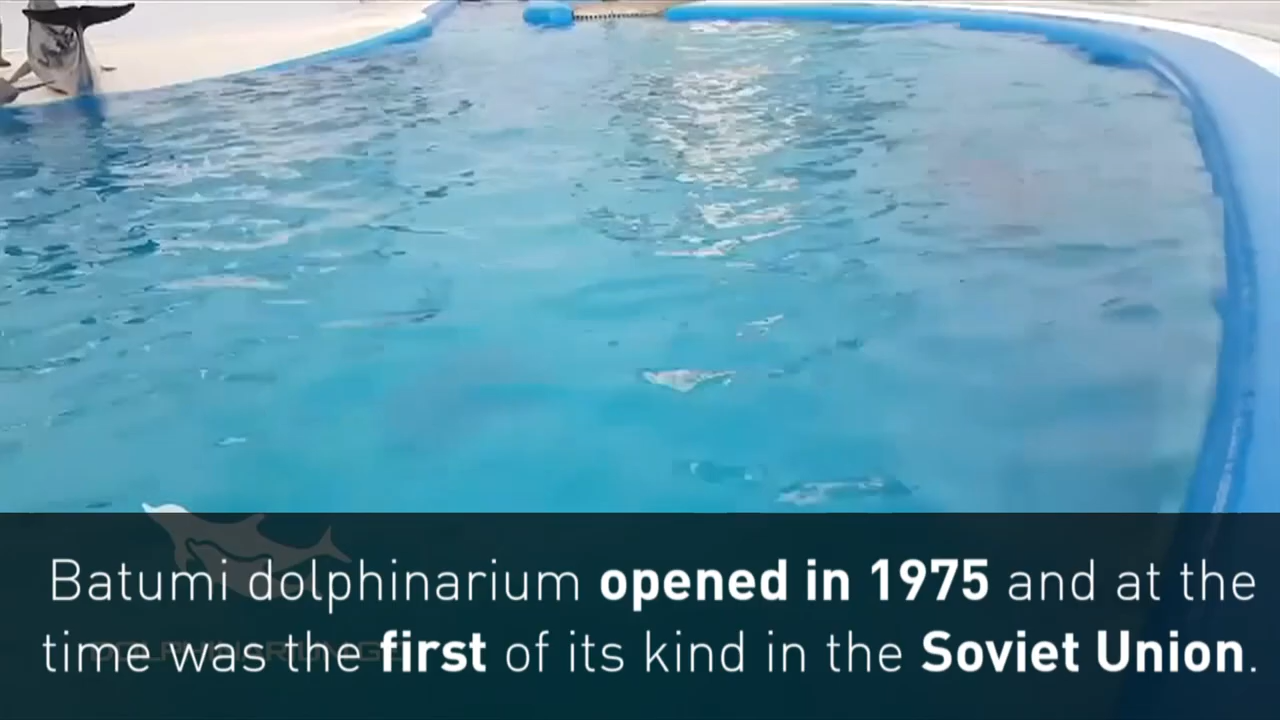 Batumi dolphinarium opened in 1975 and at the
time was the first of its kind in the Soviet Union.